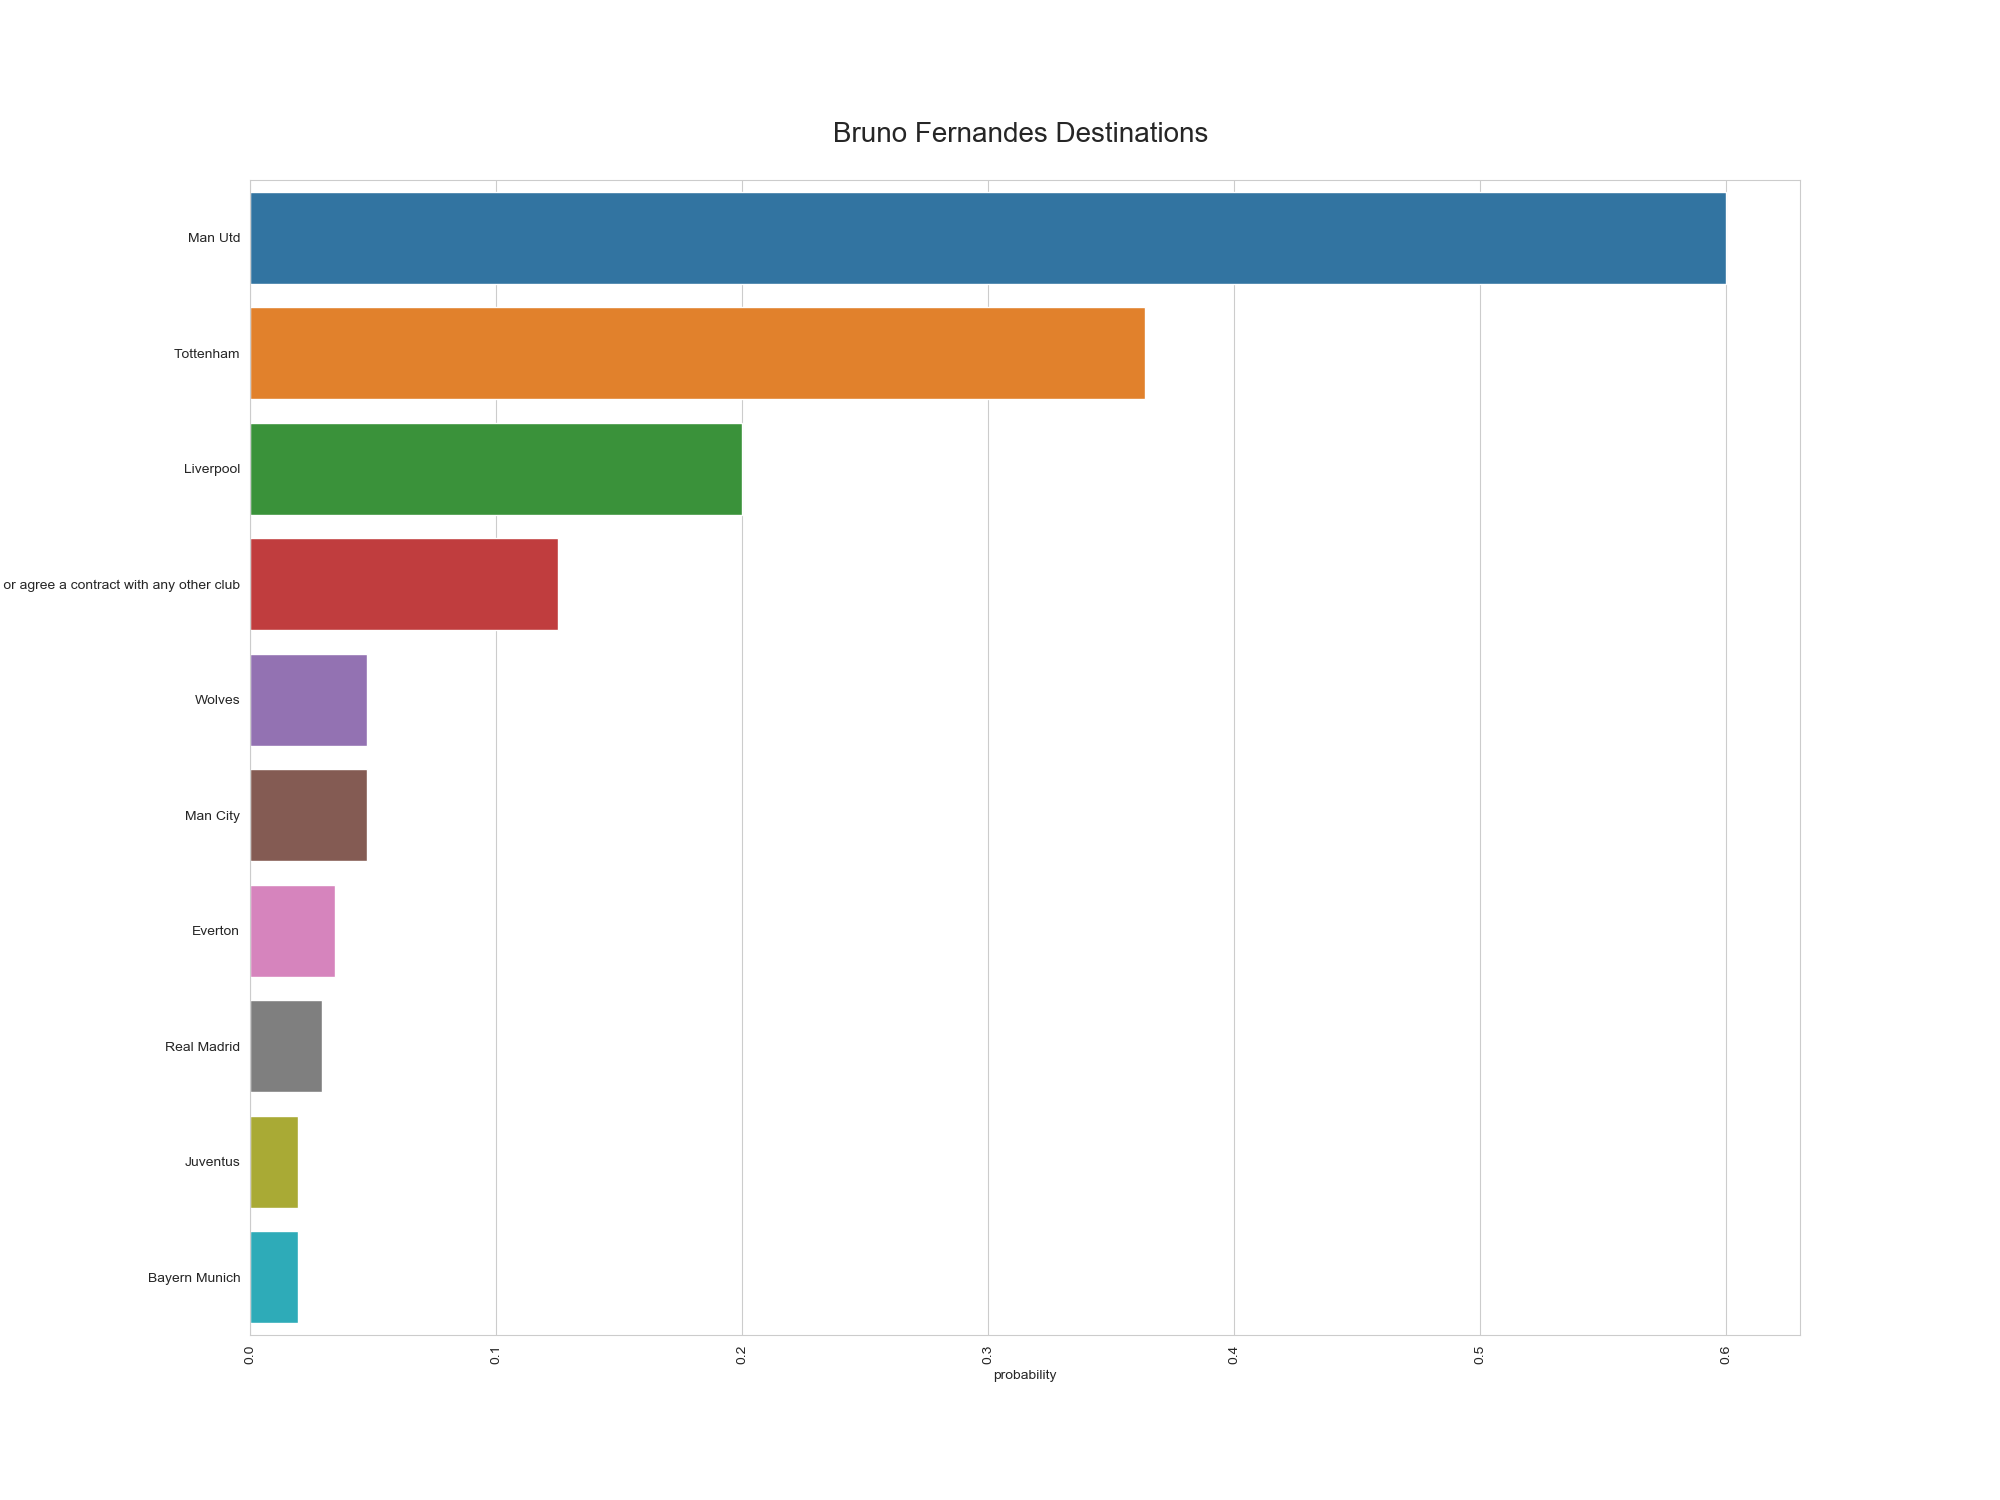 Bruno Fernandes Destinations
Man Utd
Tottenham
Liverpool
or agree a contract with any other club
Wolves
Man City
Everton
Real Madrid
Juventus
Bayern Munich
0.0 0.1 0.2 0.3 0.4 0.5 0.6
probability